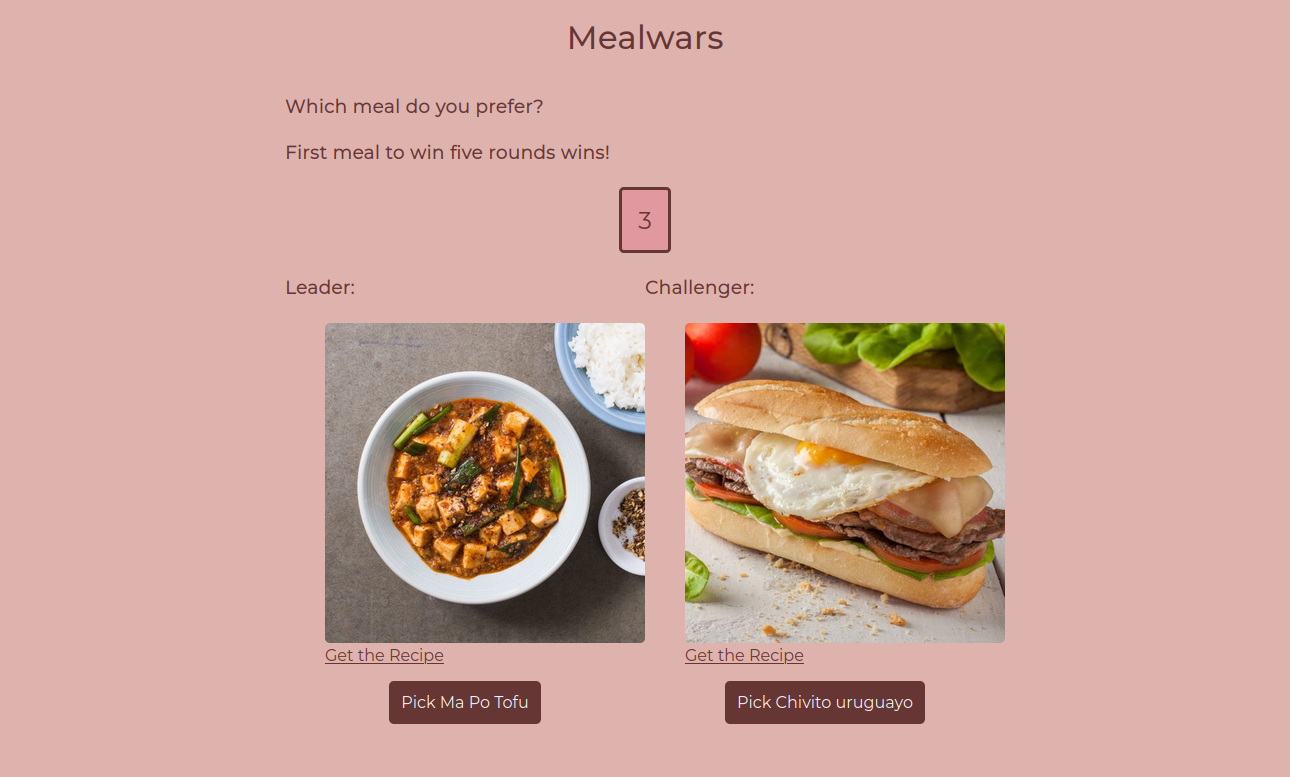 Mealwars
Which meal do you prefer?
First meal to win five rounds wins!
3
Leader:
Challenger:
Get the Recipe
Get the Recipe
Pick Ma Po Tofu
Pick Chivito uruguayo